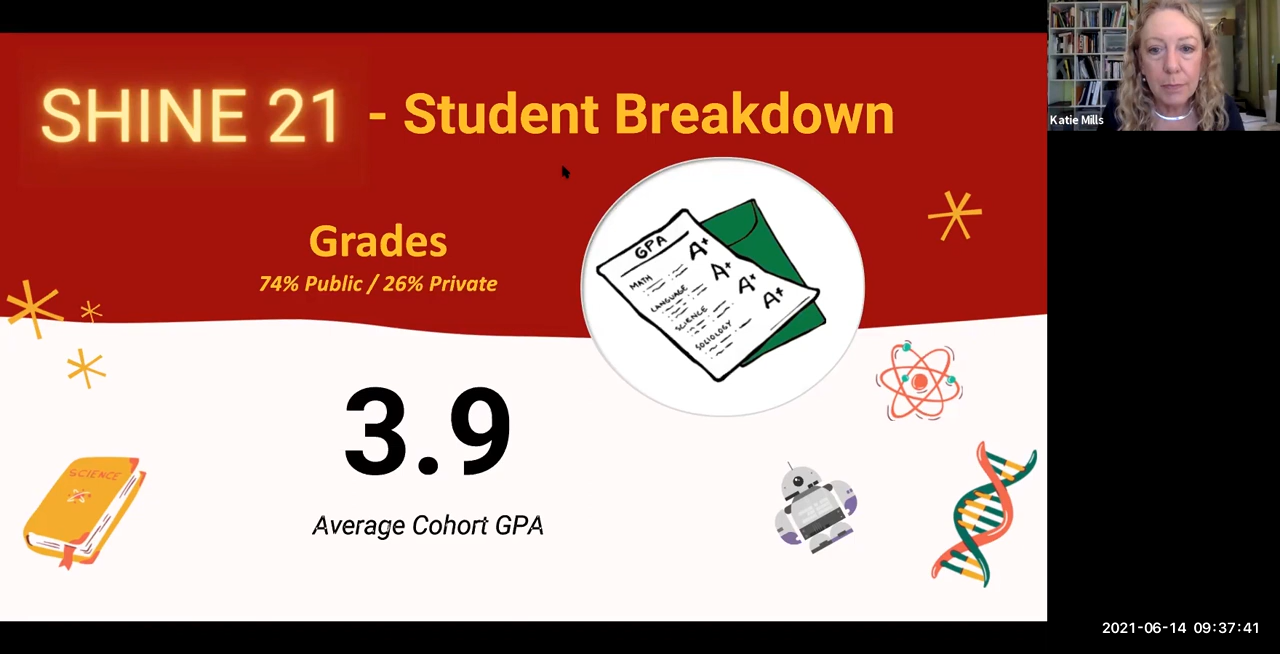 SHINE 21 - Student Breakdown
Katie Mills
Grades
74% Public / 26% Private
GPA
MATH
LANGUAGE
SCIENCE
SOCIOLOGY
A+
A+
A+
A+
3.9
Average Cohort GPA
SCIENCE
2021-06-14 09:37:41